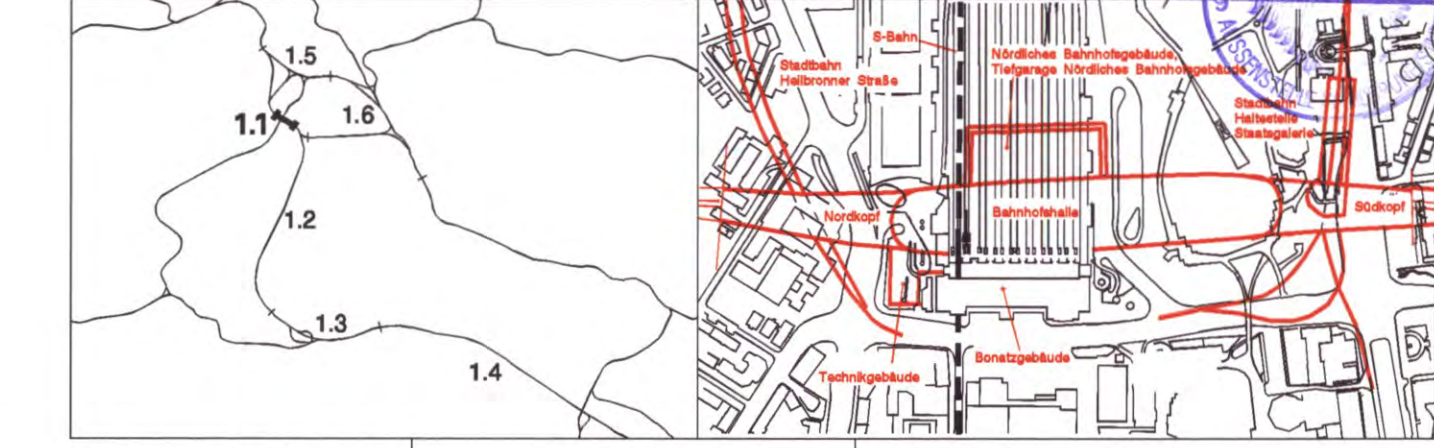 1.5
1.1
1.6
1.2
1.3
1.4
S-Bahn
Stadtbahn
Heilbronner Straße
Nördliches Bahnhofsgebäude,
Tiefgarage Nördliches Bahnhofsgebäude
Stadtbahn
Haltestelle
Staatsgalerie
Nordkopf
Bahnhofshalle
Südkopf
Technikgebäude
Bonatzgebäude